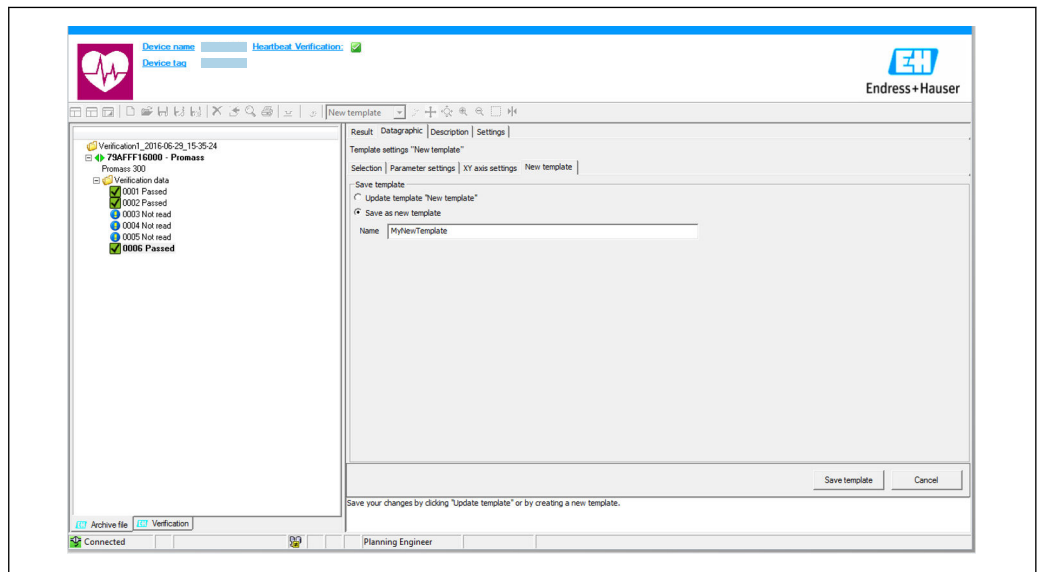 Device name Heartbeat Verification:
Device tag
EH
Endress+Hauser
New template
Result Datagraphic Description Settings
Verification1_2016-06-29_15-35-24
Template settings "New template"
79AFFF16000 - Promass
Promass 300
Selection Parameter settings XY axis settings New template
Verification data
Save template
0001 Passed
Update template "New template"
0002 Passed
0003 Not read
Save as new template
0004 Not read
Name MyNewTemplate
0005 Not read
0006 Passed
Save template Cancel
Save your changes by clicking "Update template" or by creating a new template.
Archive file Verification
Connected Planning Engineer